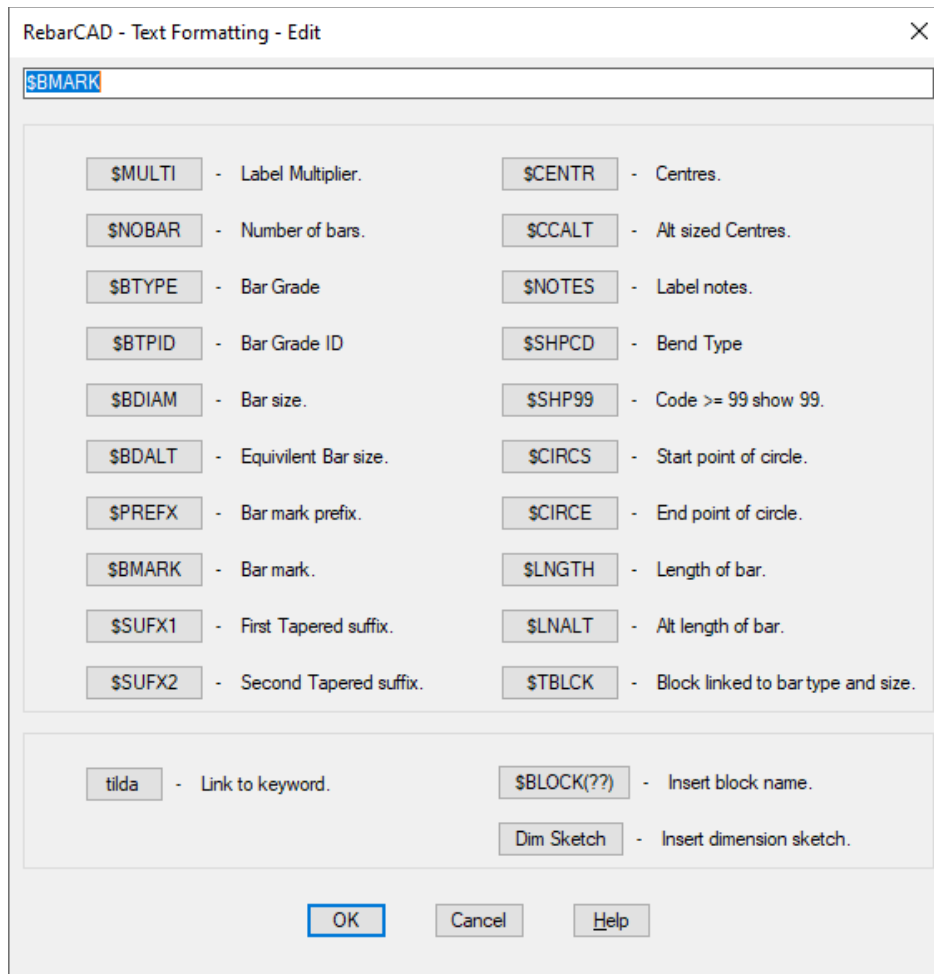 RebarCAD - Text Formatting - Edit
$BMARK
$MULTI - Label Multiplier. $CENTR - Centres.
$NOBAR - Number of bars. $CCALT - Alt sized Centres.
$BTYPE - Bar Grade $NOTES - Label notes.
$BTPID - Bar Grade ID $SHPCD - Bend Type
$BDIAM - Bar size. $SHP99 - Code >= 99 show 99.
$BDALT - Equivilent Bar size. $CIRCS - Start point of circle.
$PREFX - Bar mark prefix. $CIRCE - End point of circle.
$BMARK - Bar mark. $LNGTH - Length of bar.
$SUFX1 - First Tapered suffix. $LNALT - Alt length of bar.
$SUFX2 - Second Tapered suffix. $TBLCK - Block linked to bar type and size.
tilda - Link to keyword. $BLOCK(??) - Insert block name.
Dim Sketch - Insert dimension sketch.
OK Cancel Help